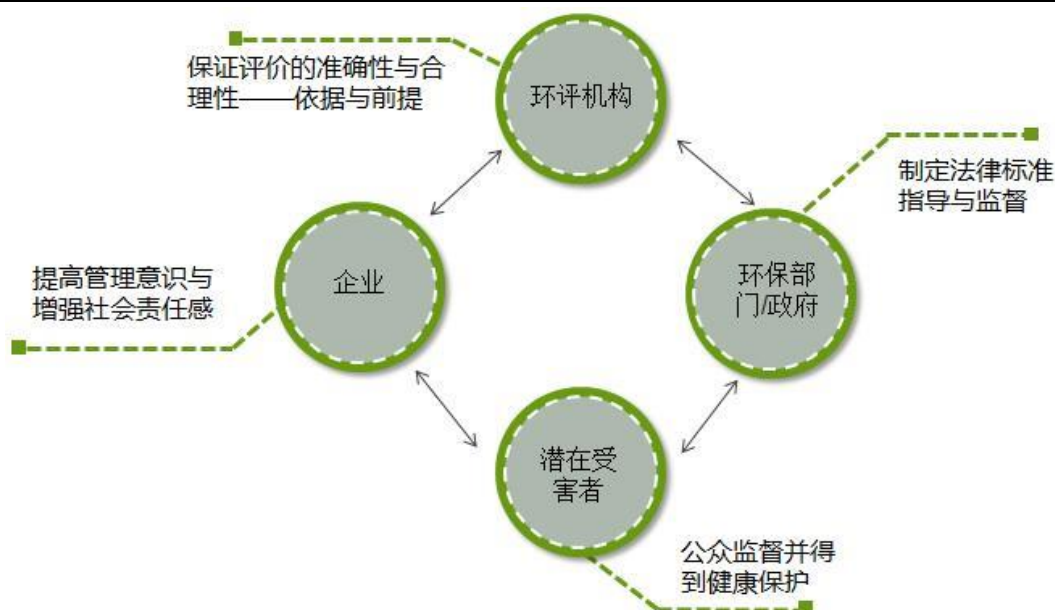 保证评价的准确性与合
理性——依据与前提
环评机构
制定法律标准
指导与监督
提高管理意识与
增强社会责任感
企业
环保部
门/政府
潜在受
害者
公众监督并得
到健康保护